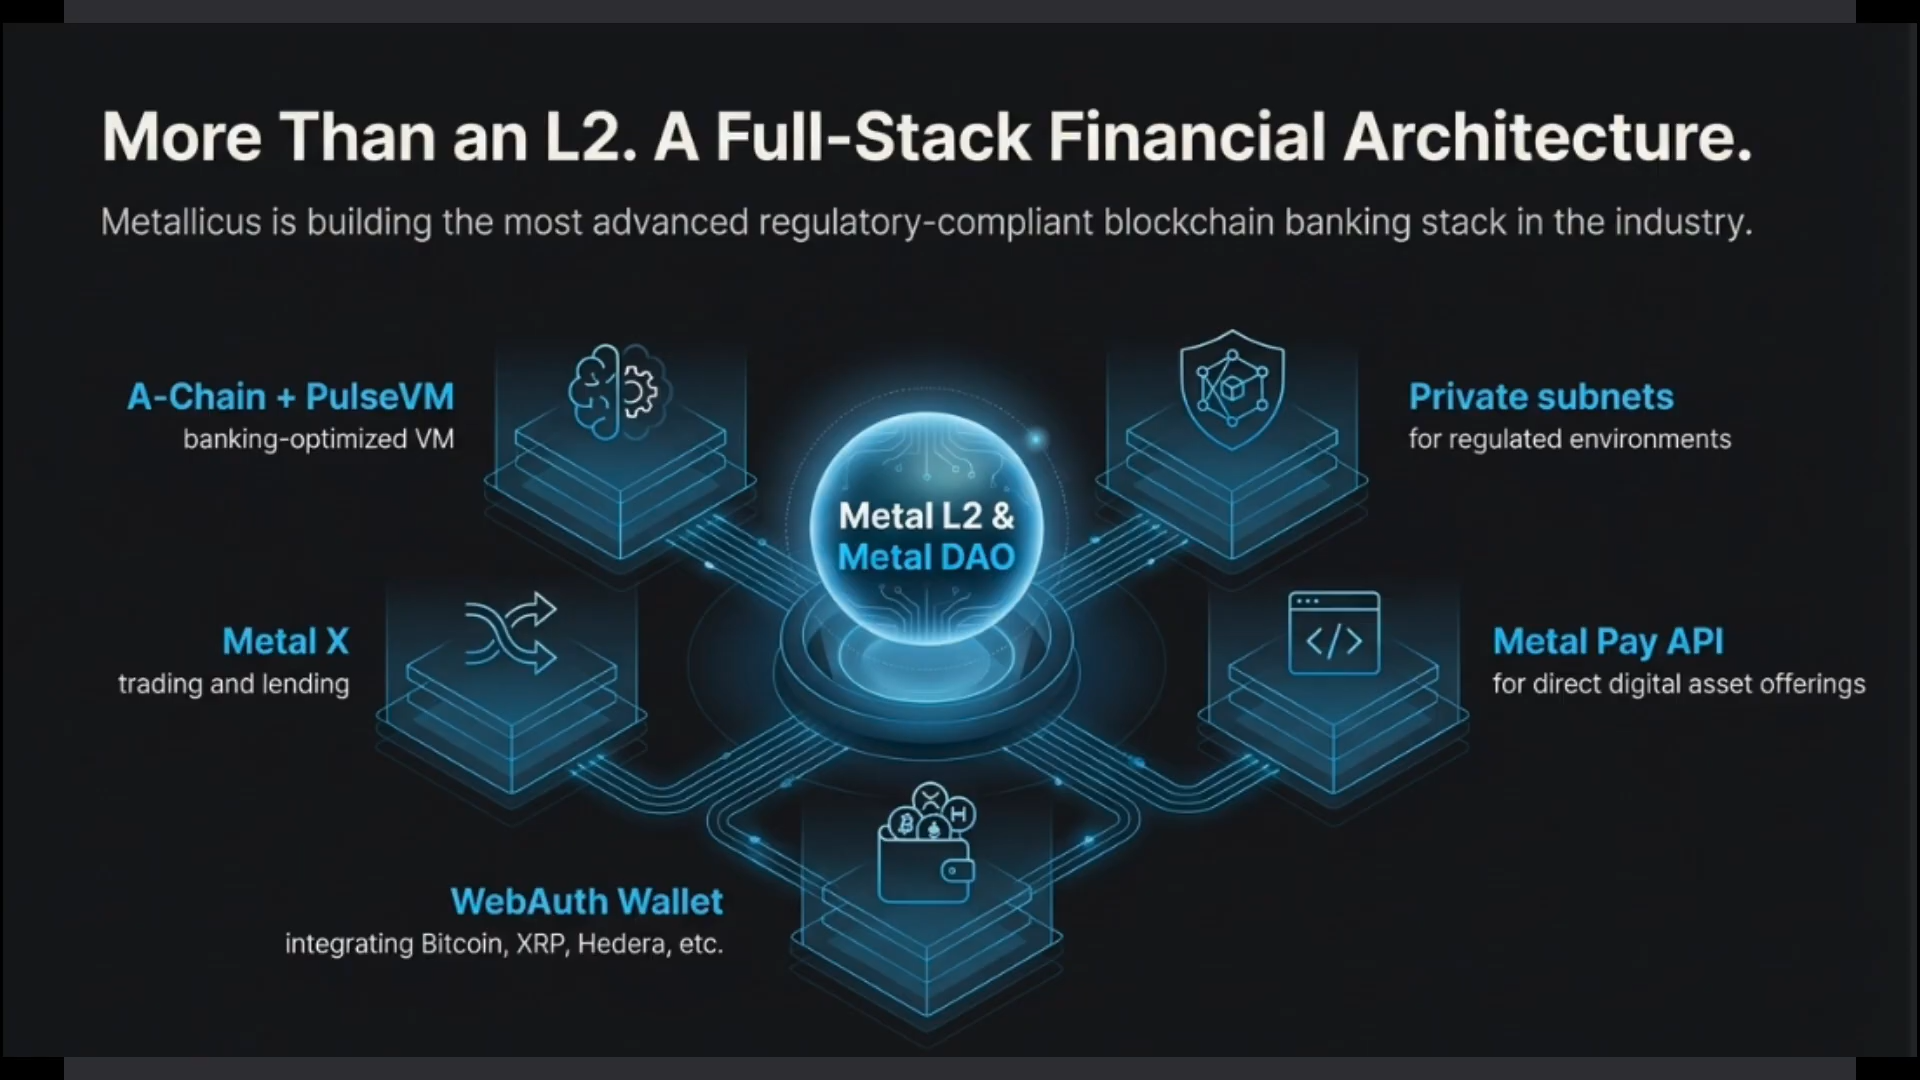 More Than an L2. A Full-Stack Financial Architecture.
Metallicus is building the most advanced regulatory-compliant blockchain banking stack in the industry.
A-Chain + PulseVM
banking-optimized VM
Private subnets
for regulated environments
Metal L2 &
Metal DAO
Metal X
trading and lending
</>
Metal Pay API
for direct digital asset offerings
WebAuth Wallet
integrating Bitcoin, XRP, Hedera, etc.